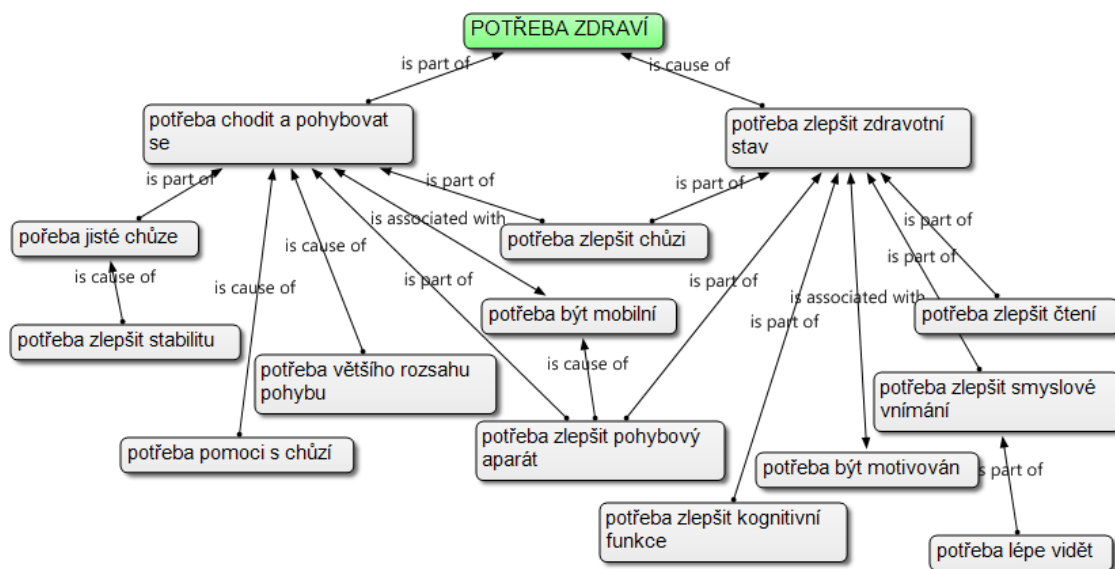 POTŘEBA ZDRAVÍ
is part of
is cause of
potřeba chodit a pohybovat
se
potřeba zlepšit zdravotní
stav
is part of
is part of
is part of
is part of
is associated with
pořeba jisté chůze
potřeba zlepšit chůzi
is cause of
is part of
is cause of
is part of
is part of
is cause of
is associated with
potřeba být mobilní
potřeba zlepšit čtení
is part of
potřeba zlepšit stabilitu
is cause of
potřeba většího rozsahu
pohybu
potřeba zlepšit smyslové
vnímání
potřeba zlepšit pohybový
aparát
potřeba pomoci s chůzí
potřeba být motivován
is part of
potřeba zlepšit kognitivní
funkce
potřeba lépe vidět